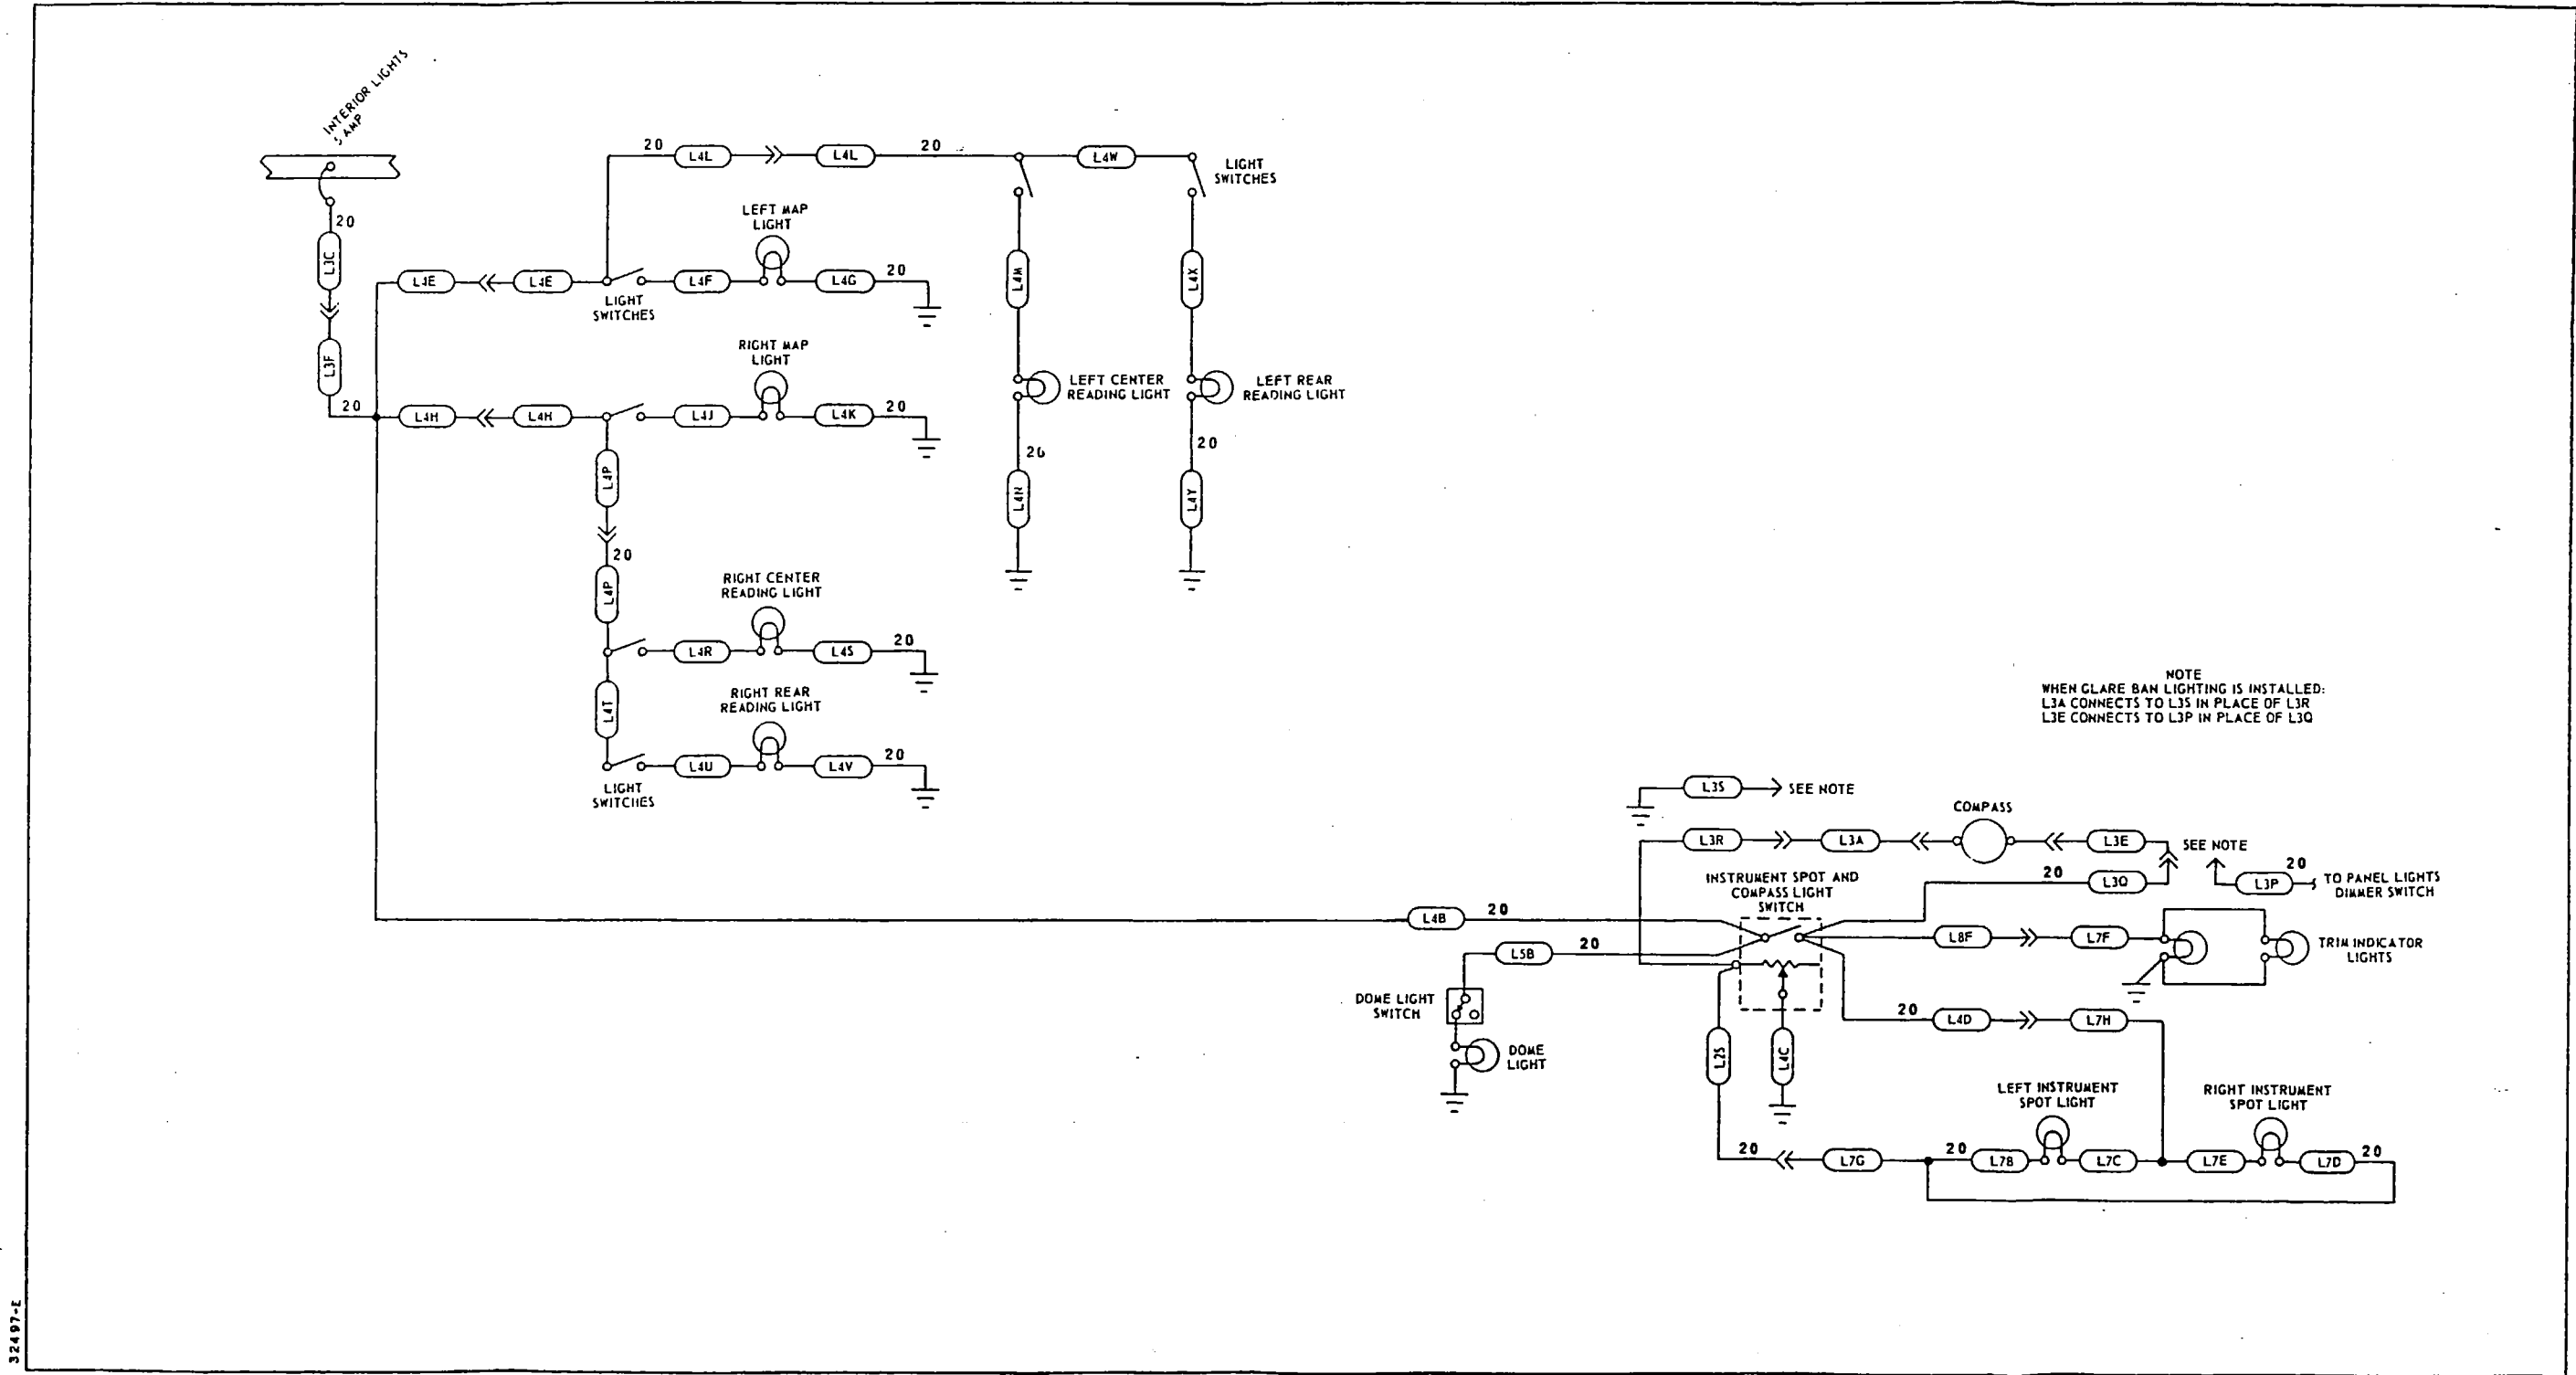 INTERIOR LIGHTS
5 AMP
20
L3C
L3F
20
L4E
L4E
LIGHT
SWITCHES
20
L4L
L4L
20
L4W
LIGHT
SWITCHES
LEFT MAP
LIGHT
L4F
L4G
20
RIGHT MAP
LIGHT
L4H
L4H
L4J
L4K
20
L4M
L4X
LEFT CENTER
READING LIGHT
LEFT REAR
READING LIGHT
20
20
L4N
L4Y
L4P
20
L4P
RIGHT CENTER
READING LIGHT
L4R
L4S
20
L4T
RIGHT REAR
READING LIGHT
L4U
L4V
20
LIGHT
SWITCHES
NOTE
WHEN GLARE BAN LIGHTING IS INSTALLED:
L3A CONNECTS TO L3S IN PLACE OF L3R
L3E CONNECTS TO L3P IN PLACE OF L3Q
L3S
SEE NOTE
COMPASS
L3R
L3A
L3E
SEE NOTE
20
L3P
TO PANEL LIGHTS
DIMMER SWITCH
20
L3Q
INSTRUMENT SPOT AND
COMPASS LIGHT
SWITCH
L4B
20
L5B
20
L8F
L7F
TRIM INDICATOR
LIGHTS
DOME LIGHT
SWITCH
DOME
LIGHT
20
L4D
L7H
L2S
L4C
LEFT INSTRUMENT
SPOT LIGHT
RIGHT INSTRUMENT
SPOT LIGHT
20
L7G
20
L7B
L7C
L7E
L7D
20
32497-E